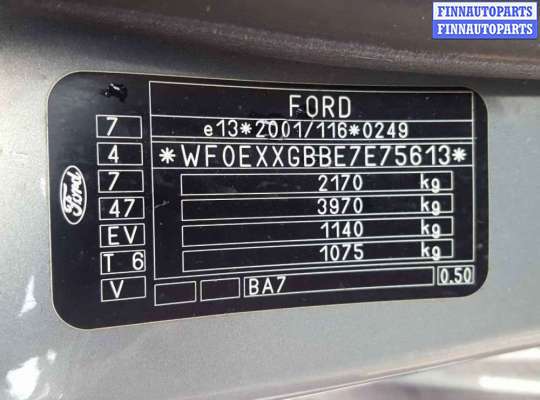 FINNAUTOPARTS
FINNAUTOPARTS
FORD
7 e13*2001/116*0249
4 *WF0EXXGBBE7E75613*
Ford
7 2170 kg
47 3970 kg
EV 1140 kg
T 6 1075 kg
V BA7 0.50